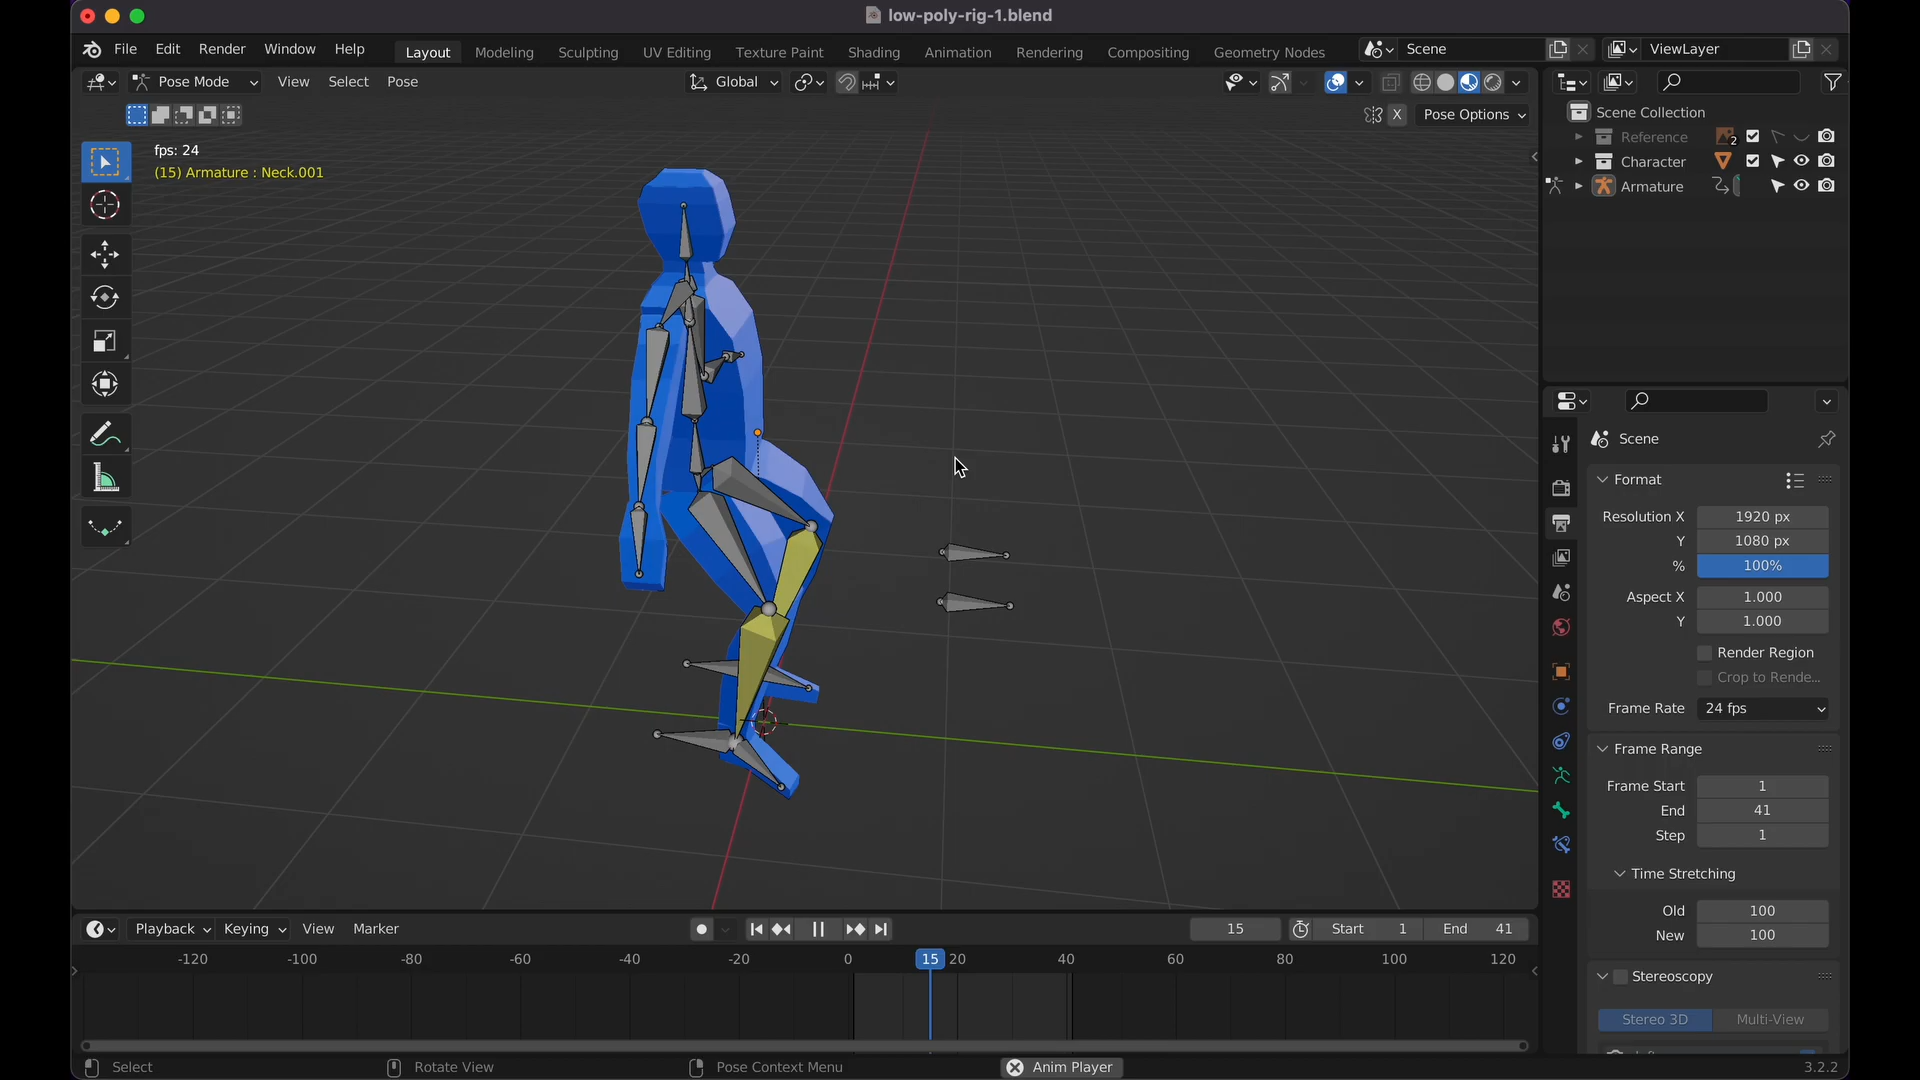 low-poly-rig-1.blend
File Edit Render Window Help Layout Modeling Sculpting UV Editing Texture Paint Shading Animation Rendering Compositing Geometry Nodes Scene ViewLayer
Pose Mode View Select Pose Global
X Pose Options
fps: 24
(15) Armature : Neck.001
Scene Collection
Reference 2
Character
Armature
Scene
Format
Resolution X 1920 px
Y 1080 px
% 100%
Aspect X 1.000
Y 1.000
Render Region
Crop to Rende...
Frame Rate 24 fps
Frame Range
Frame Start 1
End 41
Step 1
Time Stretching
Old 100
New 100
Stereoscopy
Stereo 3D Multi-View
Playback Keying View Marker 15 Start 1 End 41
-120 -100 -80 -60 -40 -20 0 15 20 40 60 80 100 120
Select Rotate View Pose Context Menu Anim Player 3.2.2